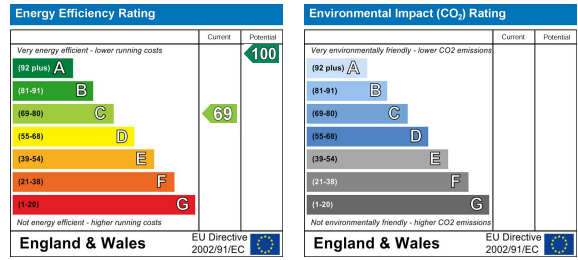 Energy Efficiency Rating
Current Potential
Very energy efficient - lower running costs
(92 plus) A
100
(81-91) B
(69-80) C
69
(55-68) D
(39-54) E
(21-38) F
(1-20) G
Not energy efficient - higher running costs
England & Wales
EU Directive
2002/91/EC
Environmental Impact (CO₂) Rating
Current Potential
Very environmentally friendly - lower CO2 emissions
(92 plus) A
(81-91) B
(69-80) C
(55-68) D
(39-54) E
(21-38) F
(1-20) G
Not environmentally friendly - higher CO2 emissions
England & Wales
EU Directive
2002/91/EC